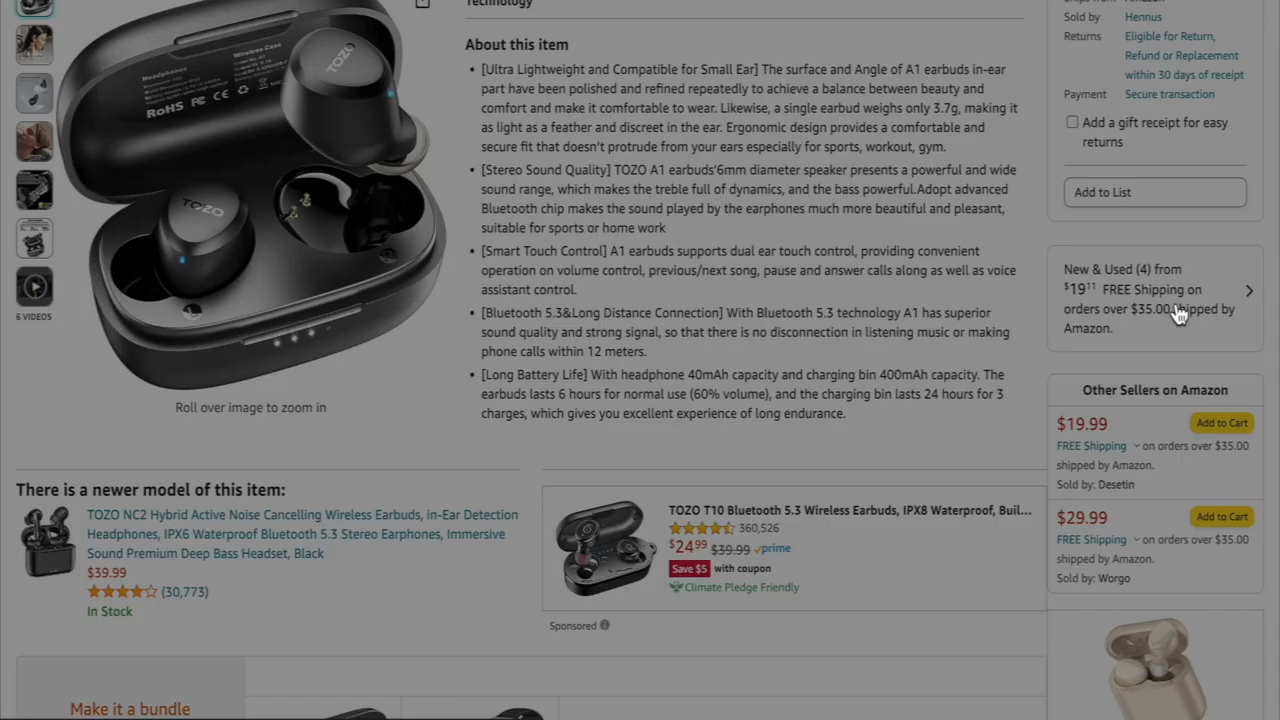 Technology
About this item
• [Ultra Lightweight and Compatible for Small Ear] The surface and Angle of A1 earbuds in-ear
part have been polished and refined repeatedly to achieve a balance between beauty and
comfort and make it comfortable to wear. Likewise, a single earbud weighs only 3.7g, making it
as light as a feather and discreet in the ear. Ergonomic design provides a comfortable and
secure fit that doesn't protrude from your ears especially for sports, workout, gym.
• [Stereo Sound Quality] TOZO A1 earbuds'6mm diameter speaker presents a powerful and wide
sound range, which makes the treble full of dynamics, and the bass powerful.Adopt advanced
Bluetooth chip makes the sound played by the earphones much more beautiful and pleasant,
suitable for sports or home work
• [Smart Touch Control] A1 earbuds supports dual ear touch control, providing convenient
operation on volume control, previous/next song, pause and answer calls along as well as voice
assistant control.
• [Bluetooth 5.3&Long Distance Connection] With Bluetooth 5.3 technology A1 has superior
sound quality and strong signal, so that there is no disconnection in listening music or making
phone calls within 12 meters.
• [Long Battery Life] With headphone 40mAh capacity and charging bin 400mAh capacity. The
earbuds lasts 6 hours for normal use (60% volume), and the charging bin lasts 24 hours for 3
charges, which gives you excellent experience of long endurance.
Headphones
Wireless Case
RoHS FC CE
TOZO
TOZO
6 VIDEOS
Roll over image to zoom in
Sold by Hennus
Returns Eligible for Return,
Refund or Replacement
within 30 days of receipt
Payment Secure transaction
Add a gift receipt for easy
returns
Add to List
New & Used (4) from
$19.11 FREE Shipping on
orders over $35.00 shipped by
Amazon.
Other Sellers on Amazon
$19.99 Add to Cart
FREE Shipping on orders over $35.00
shipped by Amazon.
Sold by: Desetin
$29.99 Add to Cart
FREE Shipping on orders over $35.00
shipped by Amazon.
Sold by: Worgo
There is a newer model of this item:
TOZO NC2 Hybrid Active Noise Cancelling Wireless Earbuds, in-Ear Detection
Headphones, IPX6 Waterproof Bluetooth 5.3 Stereo Earphones, Immersive
Sound Premium Deep Bass Headset, Black
$39.99
(30,773)
In Stock
TOZO T10 Bluetooth 5.3 Wireless Earbuds, IPX8 Waterproof, Buil...
360,526
$24.99 $39.99 prime
Save $5 with coupon
Climate Pledge Friendly
Sponsored
Make it a bundle